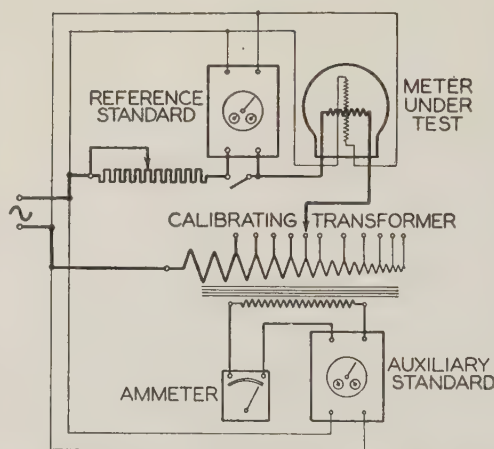 REFERENCE
STANDARD
METER
UNDER
TEST
CALIBRATING TRANSFORMER
AMMETER
AUXILIARY
STANDARD